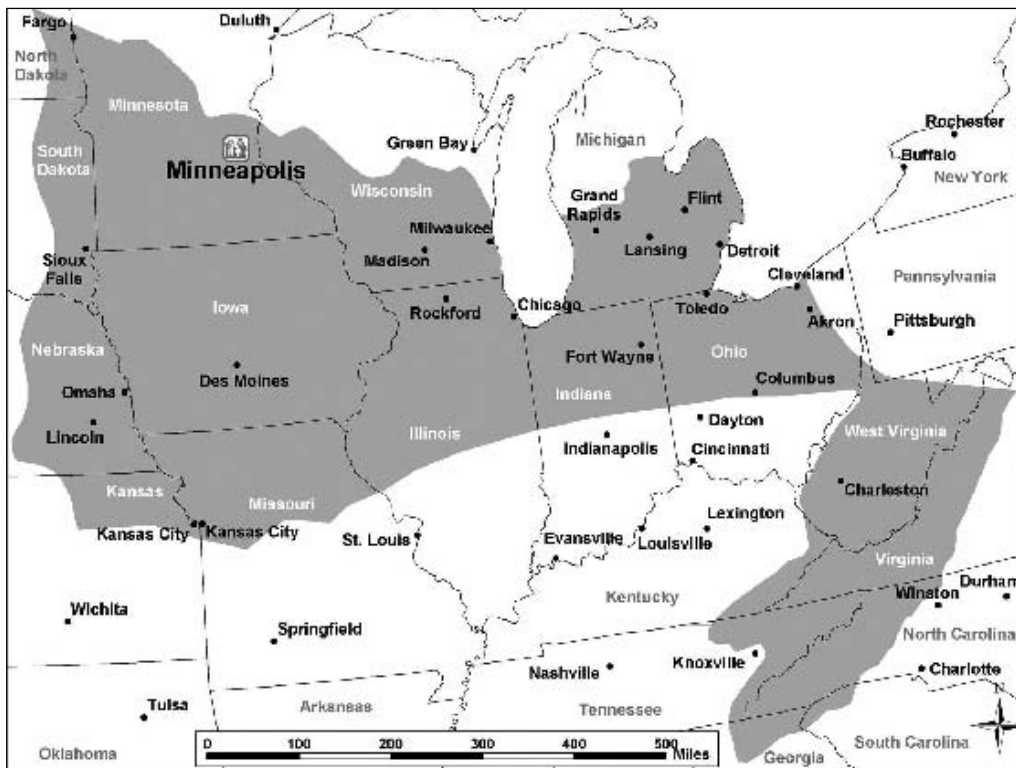 Fargo
Duluth
North
Dakota
Minnesota
Rochester
Green Bay
Michigan
Buffalo
South
Dakota
Minneapolis
New York
Wisconsin
Grand
Rapids
Flint
Milwaukee
Lansing
Detroit
Sioux
Falls
Madison
Cleveland
Pennsylvania
Iowa
Rockford
Chicago
Toledo
Akron
Pittsburgh
Nebraska
Fort Wayne
Ohio
Omaha
Des Moines
Indiana
Columbus
Lincoln
Illinois
Dayton
West Virginia
Indianapolis
Cincinnati
Kansas
Missouri
Charleston
Kansas City
Kansas City
St. Louis
Evansville
Louisville
Lexington
Virginia
Wichita
Kentucky
Winston
Durham
Springfield
North Carolina
Nashville
Knoxville
Charlotte
Tulsa
Arkansas
Tennessee
N
Oklahoma
0 100 200 300 400 500 Miles
Georgia
South Carolina